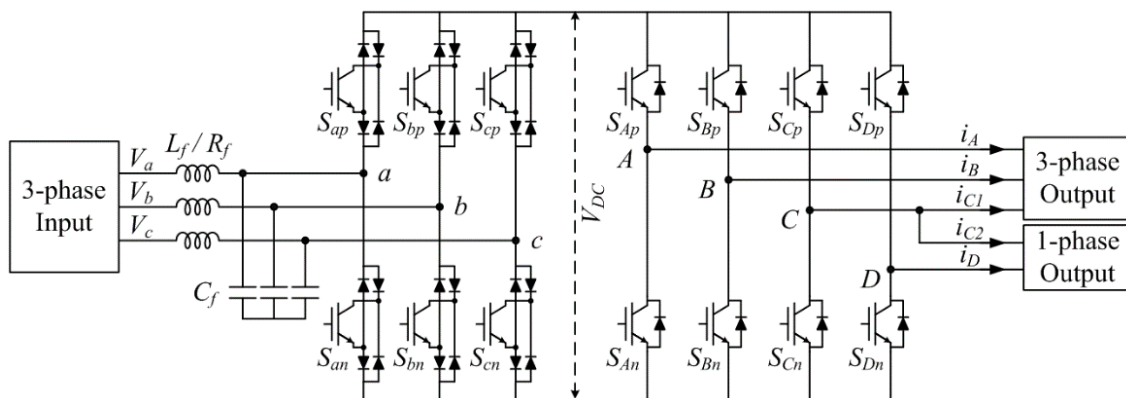 S_ap S_bp S_cp
S_Ap S_Bp S_Cp S_Dp
3-phase
Input
V_a
V_b
V_c
L_f / R_f
C_f
a
b
c
V_DC
A
B
C
D
i_A
i_B
i_C1
i_C2
i_D
3-phase
Output
1-phase
Output
S_an S_bn S_cn
S_An S_Bn S_Cn S_Dn